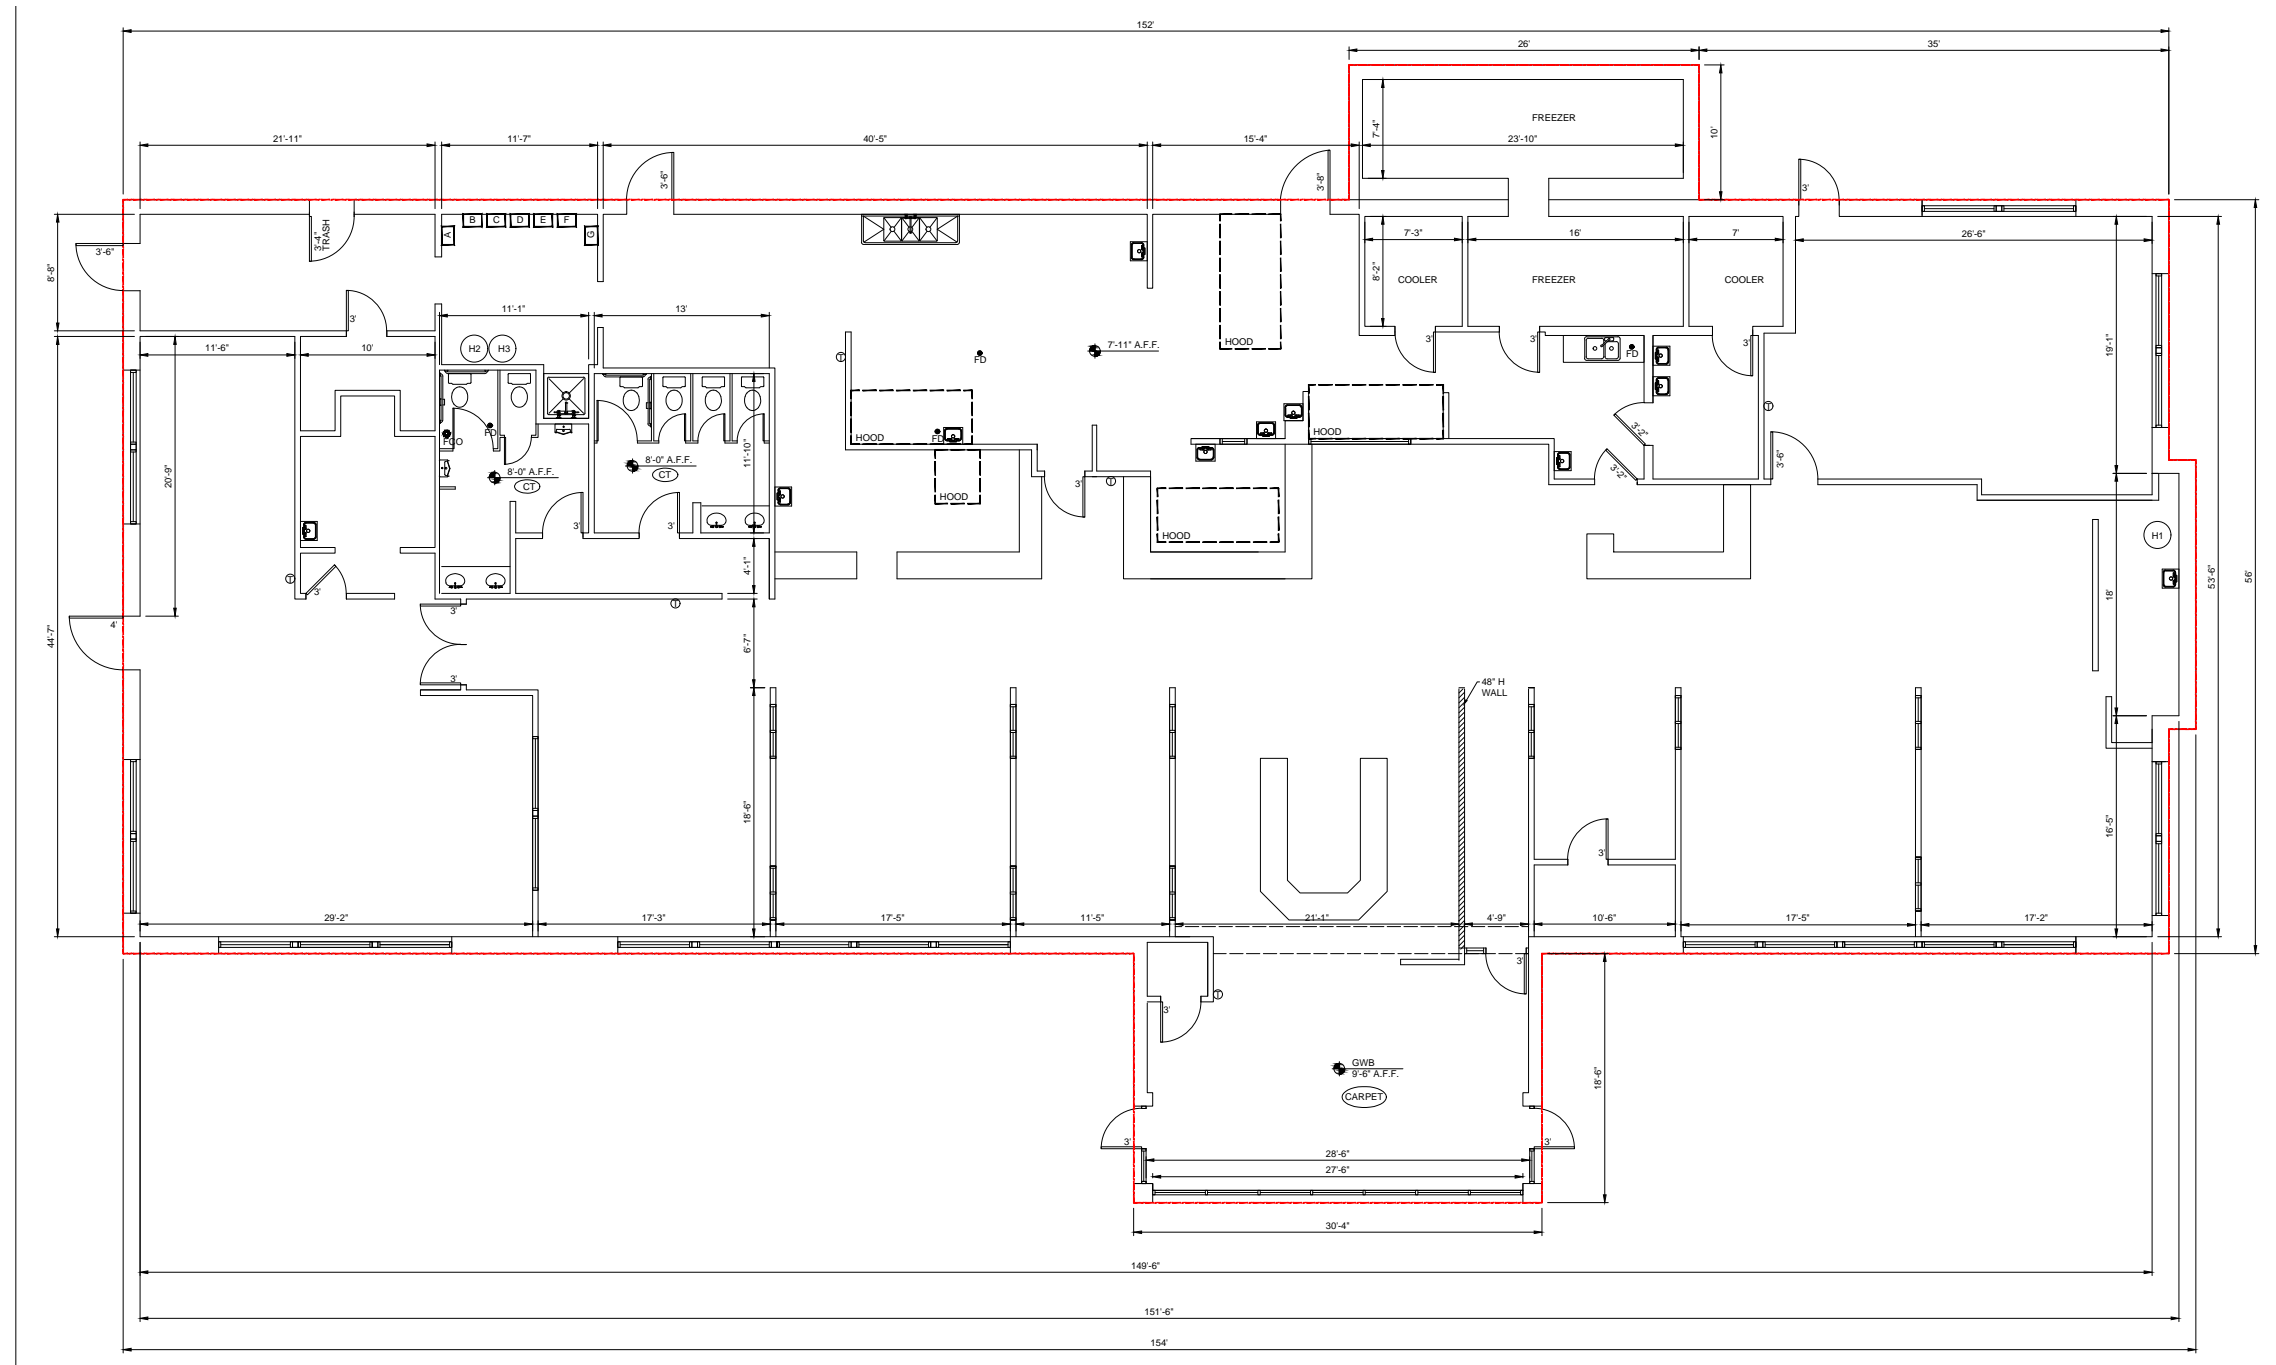 152'
26'
35'
FREEZER
7'-4"
10'
21'-11"
11'-7"
40'-5"
15'-4"
23'-10"
3'-6"
3'-8"
3'
B C D E F
A
G
3'-4"
TRASH
3'-6"
8'-8"
7'-3"
16'
7'
26'-6"
8'-2"
COOLER
FREEZER
COOLER
11'-1"
13'
3'
H2 H3
HOOD
7'-11" A.F.F.
FD
3'
3'
3'
FD
11'-6"
10'
19'-1"
T
T
HOOD
FD
HOOD
FCO
FD
3'-2"
8'-0" A.F.F.
CT
8'-0" A.F.F.
CT
11'-10"
20'-9"
3'-2"
3'-6"
3'
T
HOOD
HOOD
3'
3'
H1
53'-6"
56'
4'-1"
T
3'
18'
T
3'
4'
44'-7"
6'-7"
3'
48" H
WALL
18'-6"
16'-5"
3'
29'-2"
17'-3"
17'-5"
11'-5"
21'-1"
4'-9"
10'-6"
17'-5"
17'-2"
3'
T
3'
GWB
9'-6" A.F.F.
CARPET
18'-6"
3'
3'
28'-6"
27'-6"
30'-4"
149'-6"
151'-6"
154'